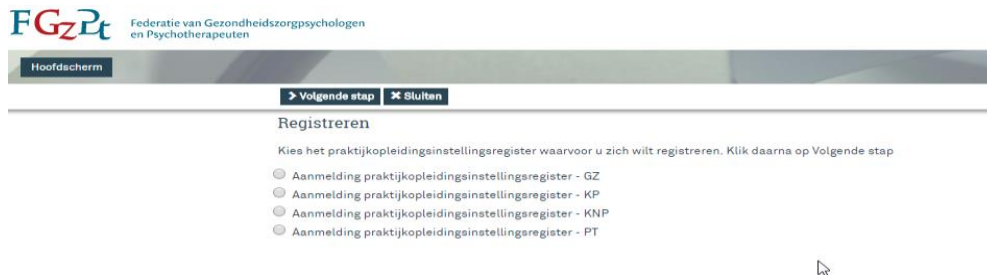 FGzPt
Federatie van Gezondheidszorgpsychologen
en Psychotherapeuten
Hoofdscherm
Volgende stap
Sluiten
Registreren
Kies het praktijkopleidingsinstellingsregister waarvoor u zich wilt registreren. Klik daarna op Volgende stap
Aanmelding praktijkopleidingsinstellingsregister - GZ
Aanmelding praktijkopleidingsinstellingsregister - KP
Aanmelding praktijkopleidingsinstellingsregister - KNP
Aanmelding praktijkopleidingsinstellingsregister - PT